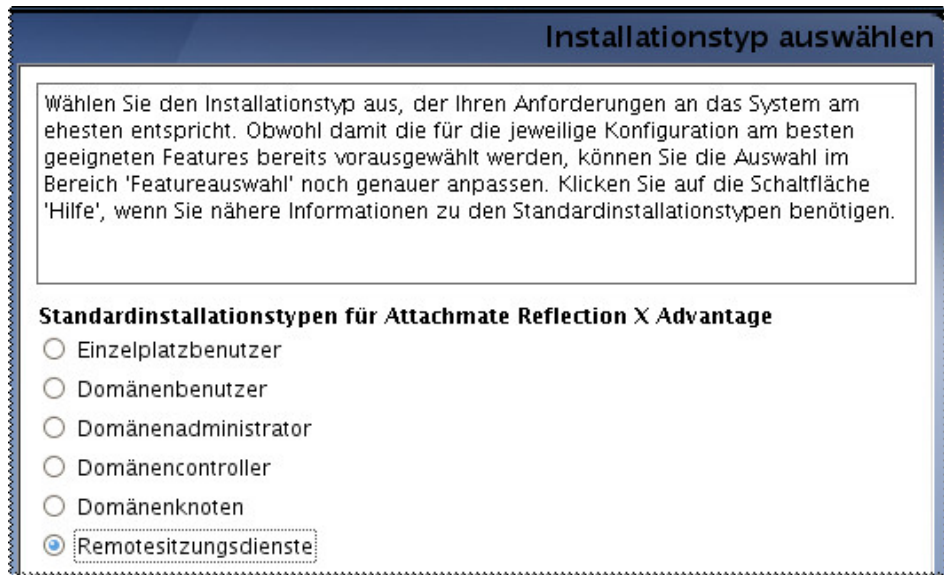 Installationstyp auswählen
Wählen Sie den Installationstyp aus, der Ihren Anforderungen an das System am
ehesten entspricht. Obwohl damit die für die jeweilige Konfiguration am besten
geeigneten Features bereits vorausgewählt werden, können Sie die Auswahl im
Bereich 'Featureauswahl' noch genauer anpassen. Klicken Sie auf die Schaltfläche
'Hilfe', wenn Sie nähere Informationen zu den Standardinstallationstypen benötigen.
Standardinstallationstypen für Attachmate Reflection X Advantage
Einzelplatzbenutzer
Domänenbenutzer
Domänenadministrator
Domänencontroller
Domänenknoten
Remotesitzungsdienste